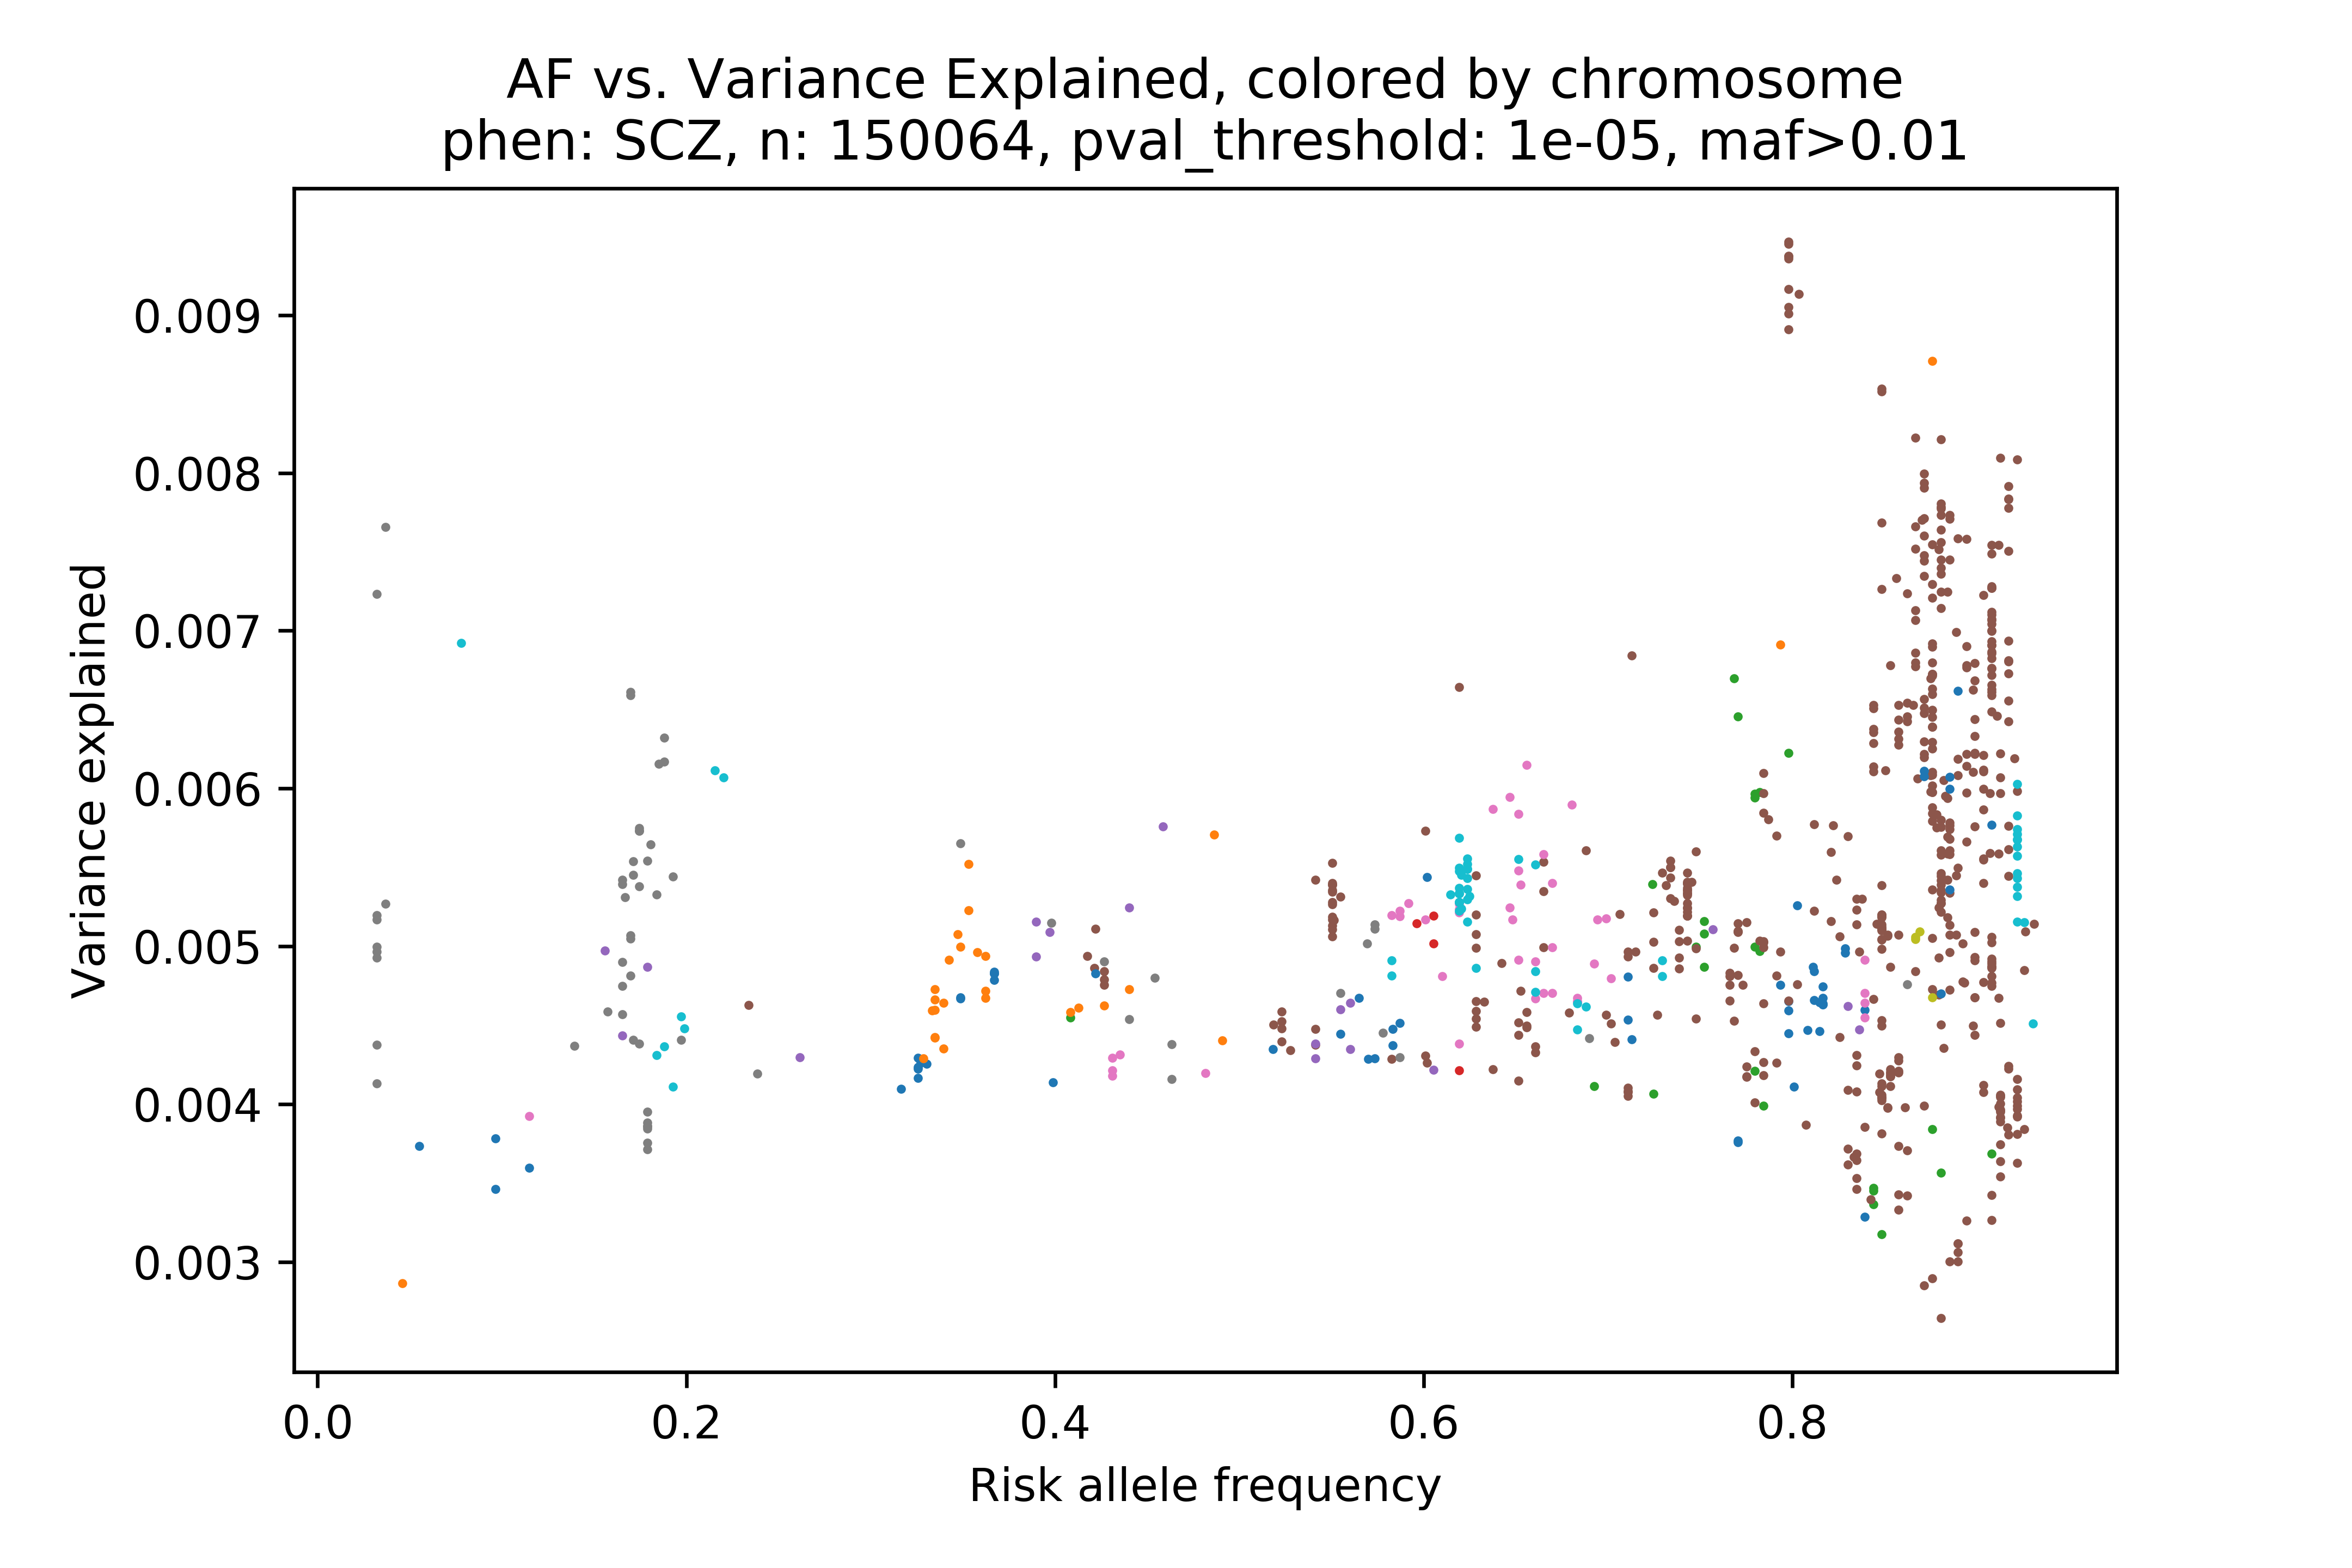 AF vs. Variance Explained, colored by chromosome
phen: SCZ, n: 150064, pval_threshold: 1e-05, maf>0.01
0.009
0.008
0.007
0.006
0.005
0.004
0.003
Variance explained
0.0 0.2 0.4 0.6 0.8
Risk allele frequency